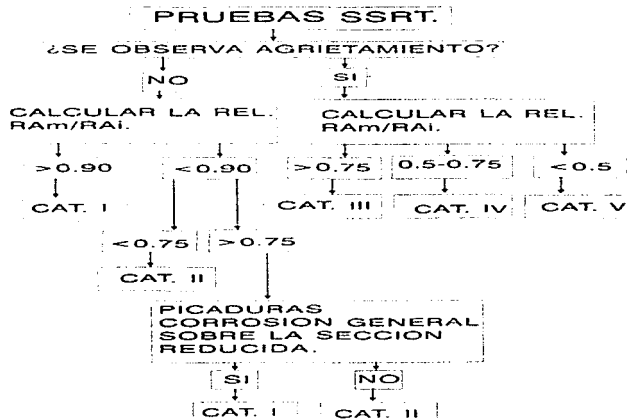 PRUEBAS SSRT.
¿SE OBSERVA AGRIETAMIENTO?
NO
SI
CALCULAR LA REL.
RAm/RAi.
CALCULAR LA REL.
RAm/RAi.
>0.90
<0.90
>0.75
0.5-0.75
<0.5
CAT. I
CAT. III
CAT. IV
CAT. V
<0.75
>0.75
CAT. II
PICADURAS
CORROSION GENERAL
SOBRE LA SECCION
REDUCIDA.
SI
NO
CAT. I
CAT. II